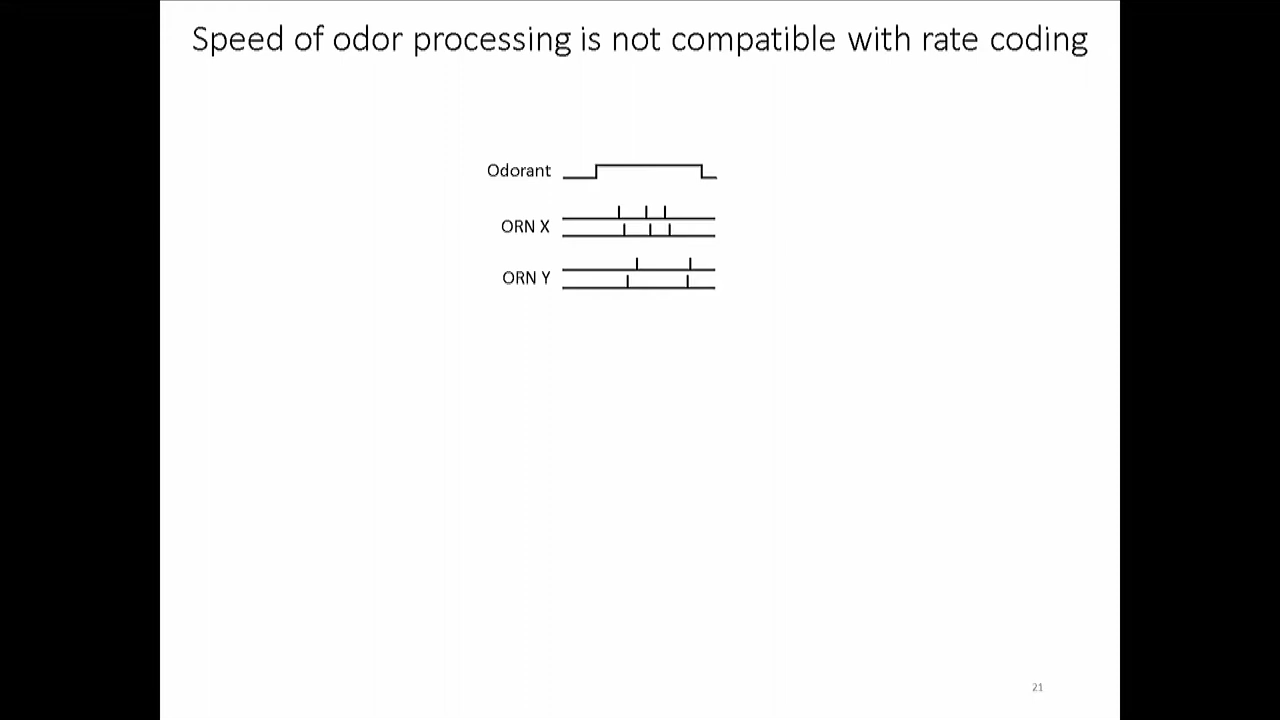 Speed of odor processing is not compatible with rate coding
Odorant
ORN X
ORN Y
21